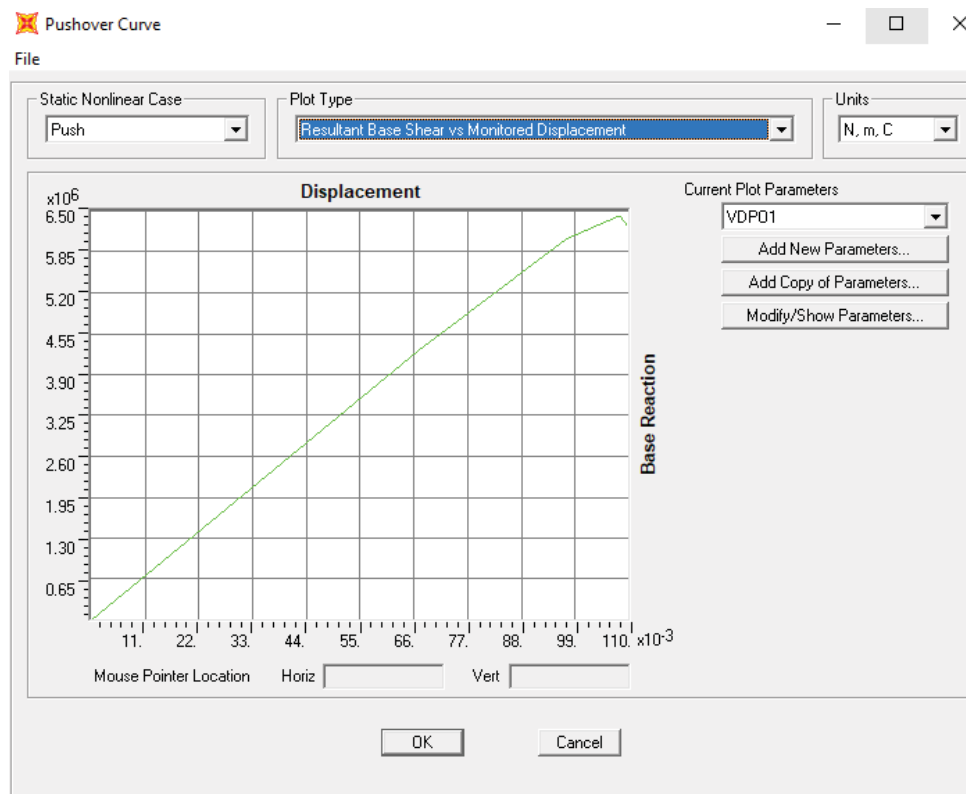 Pushover Curve
File
Static Nonlinear Case
Push
Plot Type
Resultant Base Shear vs Monitored Displacement
Units
N, m, C
Displacement
x10⁶
6.50
5.85
5.20
4.55
3.90
3.25
2.60
1.95
1.30
0.65
11. 22. 33. 44. 55. 66. 77. 88. 99. 110. x10⁻³
Base Reaction
Current Plot Parameters
VDPO1
Add New Parameters...
Add Copy of Parameters...
Modify/Show Parameters...
Mouse Pointer Location Horiz Vert
OK Cancel